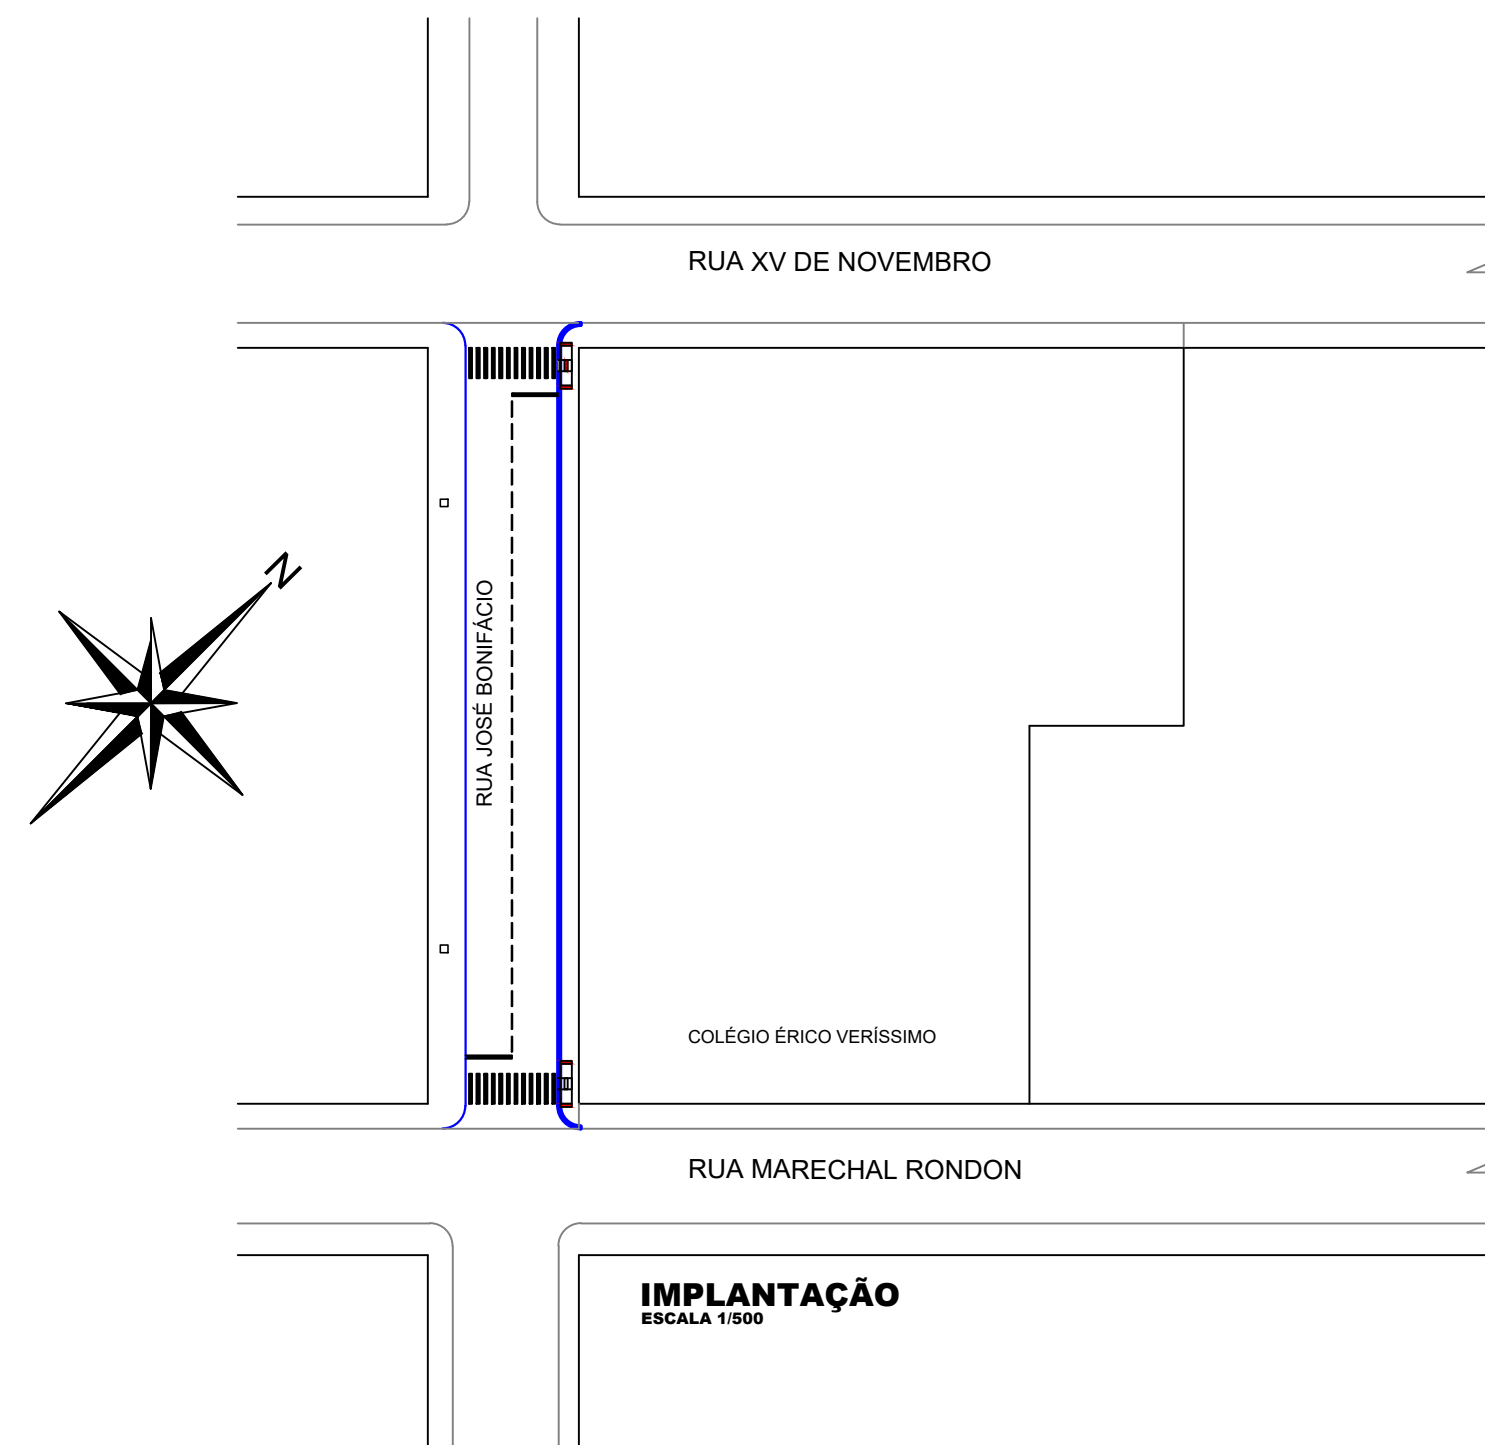 RUA XV DE NOVEMBRO
N
RUA JOSÉ BONIFÁCIO
COLÉGIO ÉRICO VERÍSSIMO
RUA MARECHAL RONDON
IMPLANTAÇÃO
ESCALA 1/500